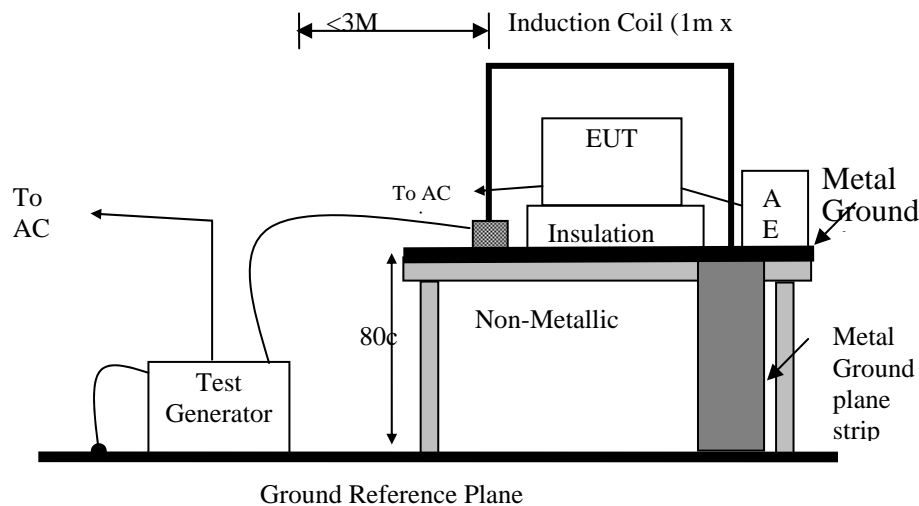 <3M
Induction Coil (1m x
EUT
To
AC
To AC
A
E
Metal
Ground
Insulation
80c
Non-Metallic
Test
Generator
Metal
Ground
plane
strip
Ground Reference Plane